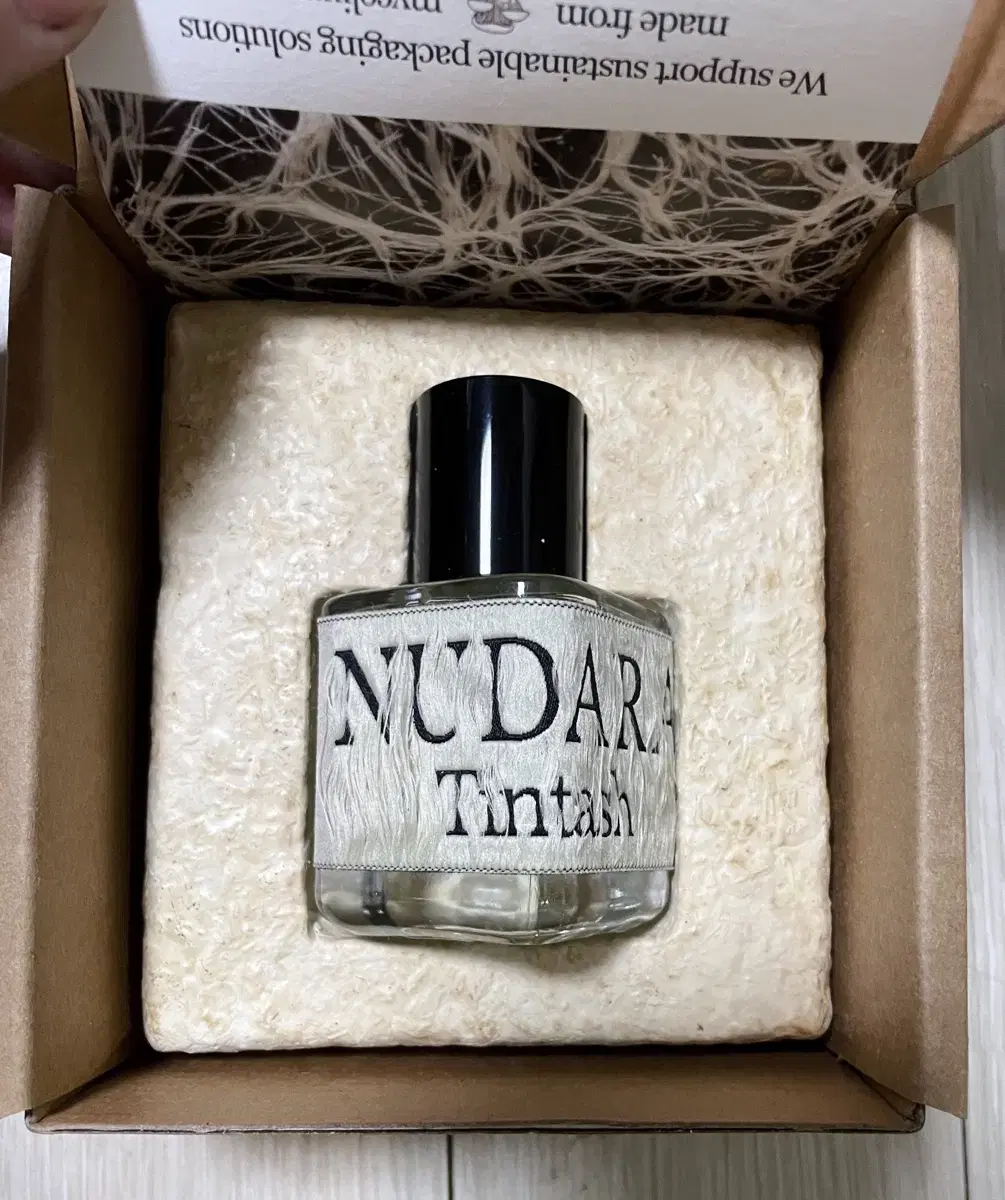 We support sustainable packaging solutions
made from
NUDARA
Tintash